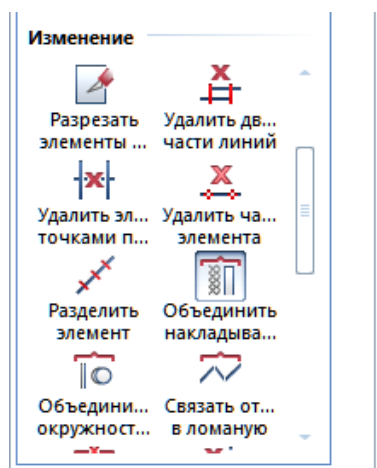 Изменение
Разрезать
элементы ...
Удалить дв...
части линий
Удалить эл...
точками п...
Удалить ча...
элемента
Разделить
элемент
Объединить
накладыва...
Объедини...
окружност...
Связать от...
в ломаную